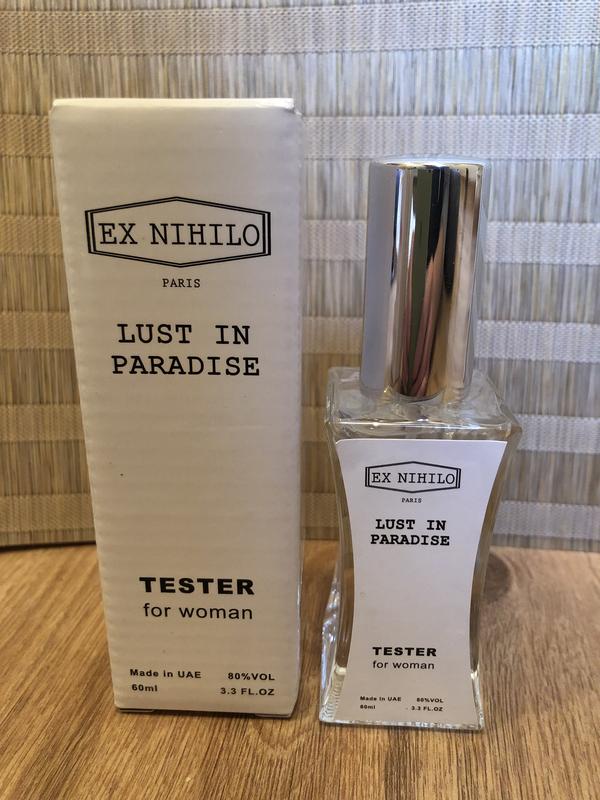 EX NIHILO
PARIS
LUST IN
PARADISE
TESTER
for woman
Made in UAE 80%VOL
60ml 3.3 FL.OZ
EX NIHILO
PARIS
LUST IN
PARADISE
TESTER
for woman
Made in UAE 80%VOL
60ml . 3.3 FL.OZ